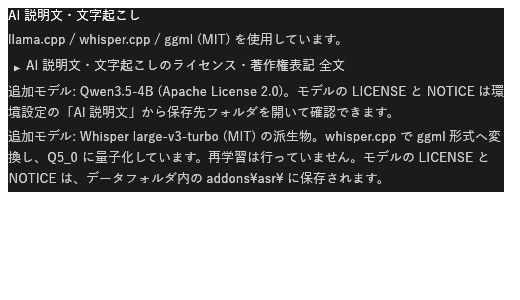 AI 説明文・文字起こし
llama.cpp / whisper.cpp / ggml (MIT) を使用しています。
▶ AI 説明文・文字起こしのライセンス・著作権表記 全文
追加モデル: Qwen3.5-4B (Apache License 2.0)。モデルの LICENSE と NOTICE は環
境設定の「AI 説明文」から保存先フォルダを開いて確認できます。
追加モデル: Whisper large-v3-turbo (MIT) の派生物。whisper.cpp で ggml 形式へ変
換し、Q5_0 に量子化しています。再学習は行っていません。モデルの LICENSE と
NOTICE は、データフォルダ内の addons¥asr¥ に保存されます。